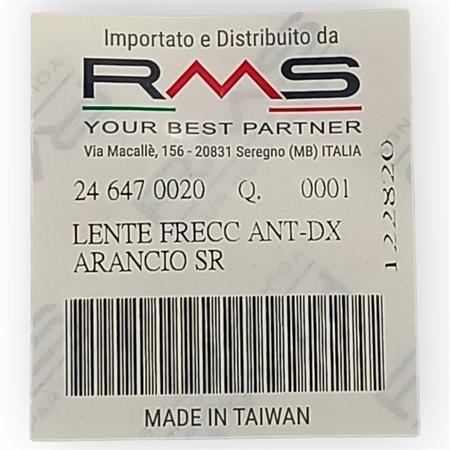 Importato e Distribuito da
RMS
YOUR BEST PARTNER
Via Macallè, 156 - 20831 Seregno (MB) ITALIA
24 647 0020 Q. 0001
LENTE FRECC ANT-DX
ARANCIO SR
122820
MADE IN TAIWAN